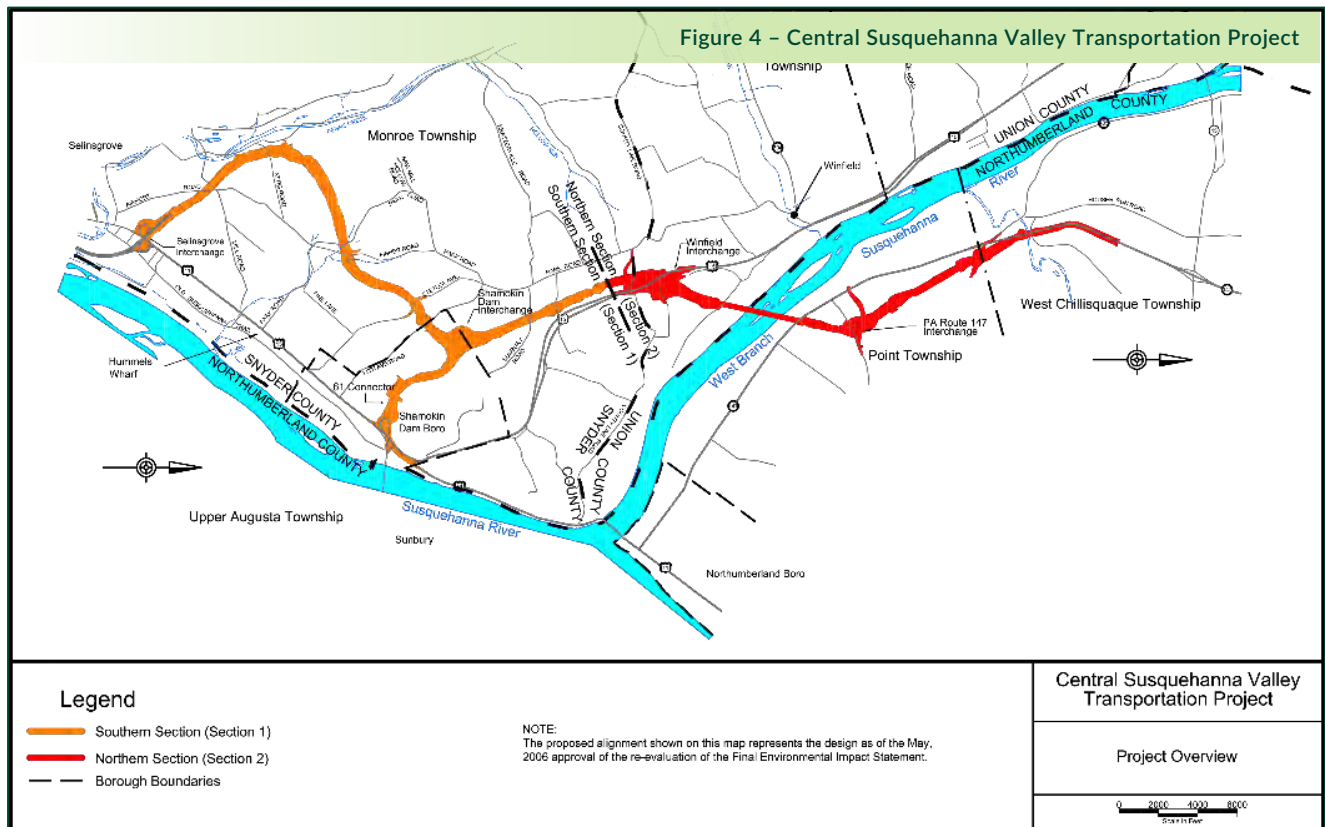 Figure 4 – Central Susquehanna Valley Transportation Project
Township
UNION COUNTY
NORTHUMBERLAND COUNTY
Monroe Township
Selinsgrove
Winfield
River
Susquehanna
Northern Section
Southern Section
(Section 2)
(Section 1)
Winfield
Interchange
Selinsgrove
Interchange
Shamokin
Dam
Interchange
West Chillisquaque Township
PA Route 147
Interchange
Point Township
West Branch
Hummels
Wharf
SNYDER COUNTY
NORTHUMBERLAND COUNTY
61 Connector
Shamokin
Dam Boro
SNYDER
COUNTY
UNION
COUNTY
Upper Augusta Township
Susquehanna River
Sunbury
Northumberland Boro
Legend
Southern Section (Section 1)
Northern Section (Section 2)
Borough Boundaries
NOTE:
The proposed alignment shown on this map represents the design as of the May,
2006 approval of the re-evaluation of the Final Environmental Impact Statement.
Central Susquehanna Valley
Transportation Project
Project Overview
0 2000 4000 6000
Scale in Feet